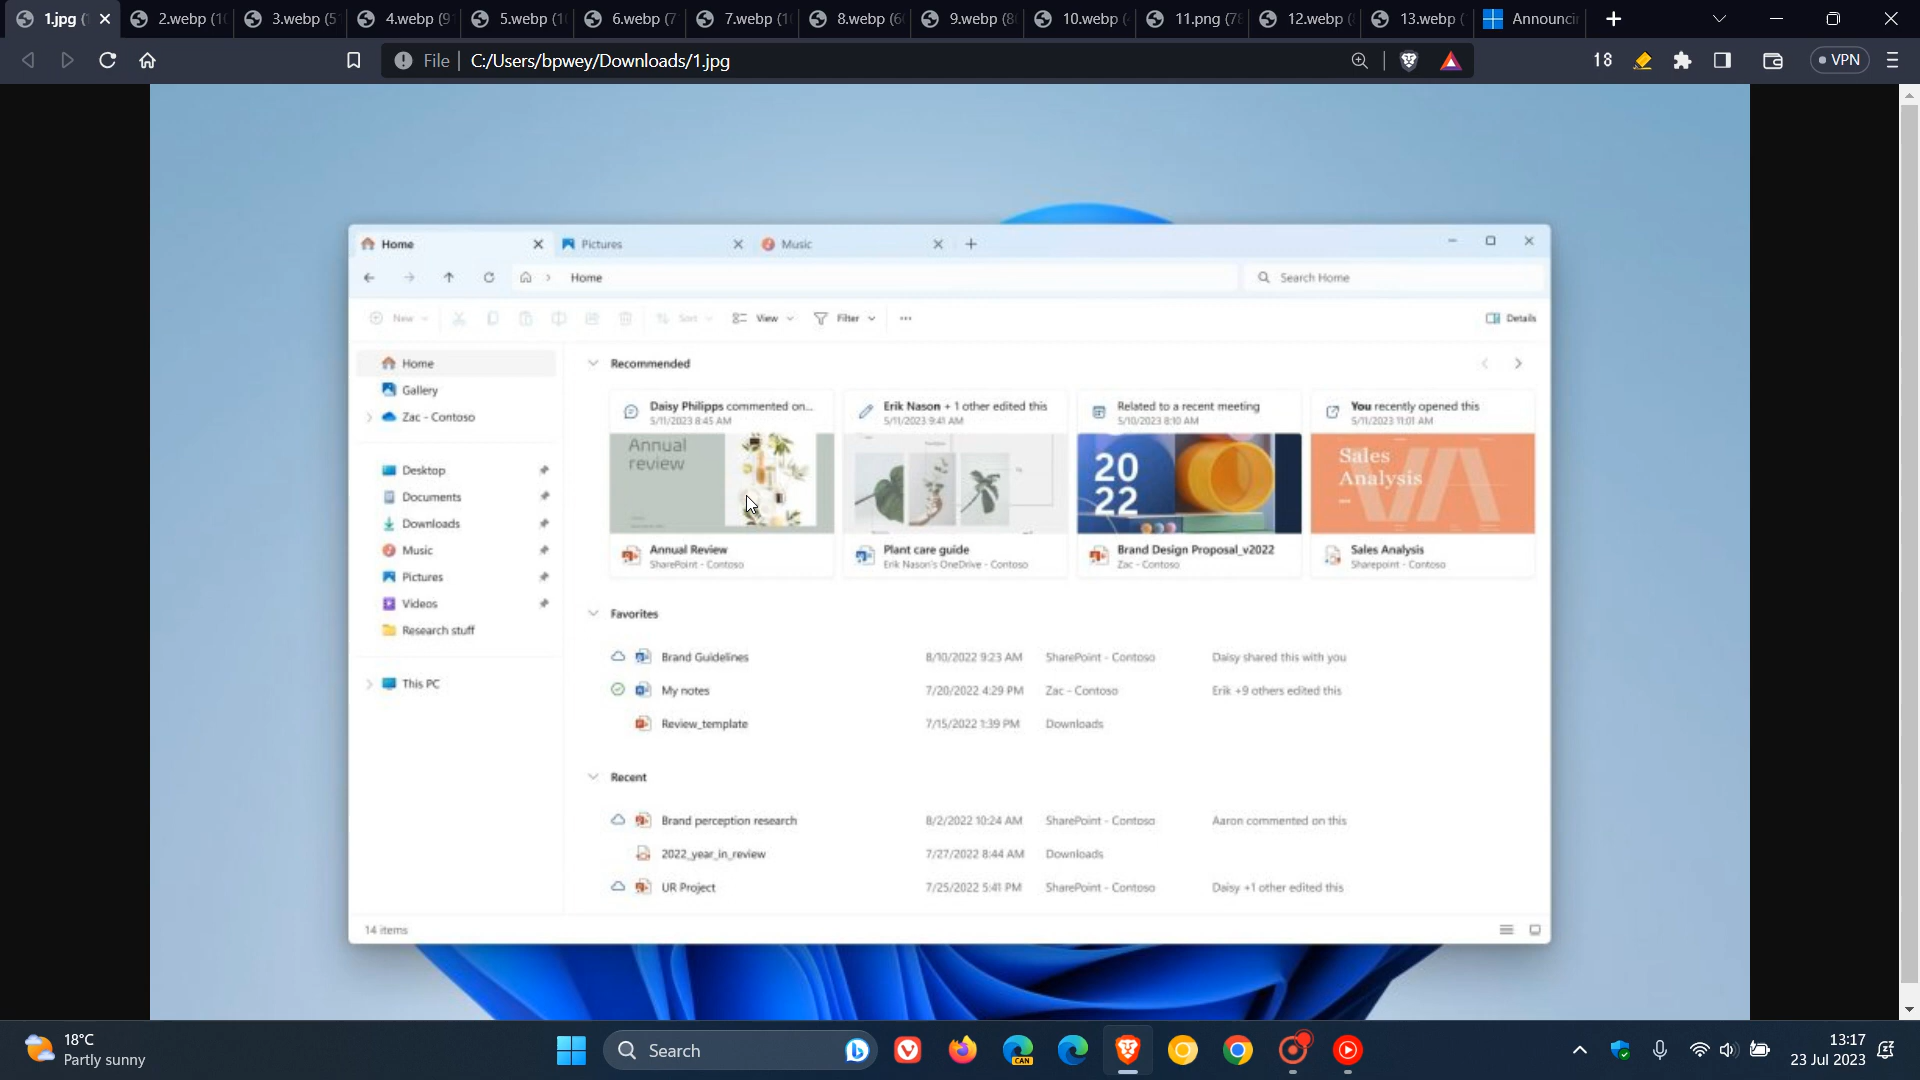 1.jpg
2.webp
3.webp
4.webp
5.webp
6.webp
7.webp
8.webp
9.webp
10.webp
11.png
12.webp
13.webp
Announcin
File
C:/Users/bpwey/Downloads/1.jpg
18
VPN
Home
Pictures
Music
Home
Search Home
New
Sort
View
Filter
Details
Home
Gallery
Zac - Contoso
Desktop
Documents
Downloads
Music
Pictures
Videos
Research stuff
This PC
Recommended
Daisy Philipps commented on...
5/11/2023 8:45 AM
Annual
review
Annual Review
SharePoint - Contoso
Erik Nason + 1 other edited this
5/11/2023 9:41 AM
Plant care guide
Erik Nason's OneDrive - Contoso
Related to a recent meeting
5/10/2023 8:10 AM
20
22
Brand Design Proposal_v2022
Zac - Contoso
You recently opened this
5/11/2023 11:01 AM
Sales
Analysis
Sales Analysis
Sharepoint - Contoso
Favorites
Brand Guidelines 8/10/2022 9:23 AM SharePoint - Contoso Daisy shared this with you
My notes 7/20/2022 4:29 PM Zac - Contoso Erik +9 others edited this
Review_template 7/15/2022 1:39 PM Downloads
Recent
Brand perception research 8/2/2022 10:24 AM SharePoint - Contoso Aaron commented on this
2022_year_in_review 7/27/2022 8:44 AM Downloads
UR Project 7/25/2022 5:41 PM SharePoint - Contoso Daisy +1 other edited this
14 items
18°C
Partly sunny
Search
CAN
13:17
23 Jul 2023